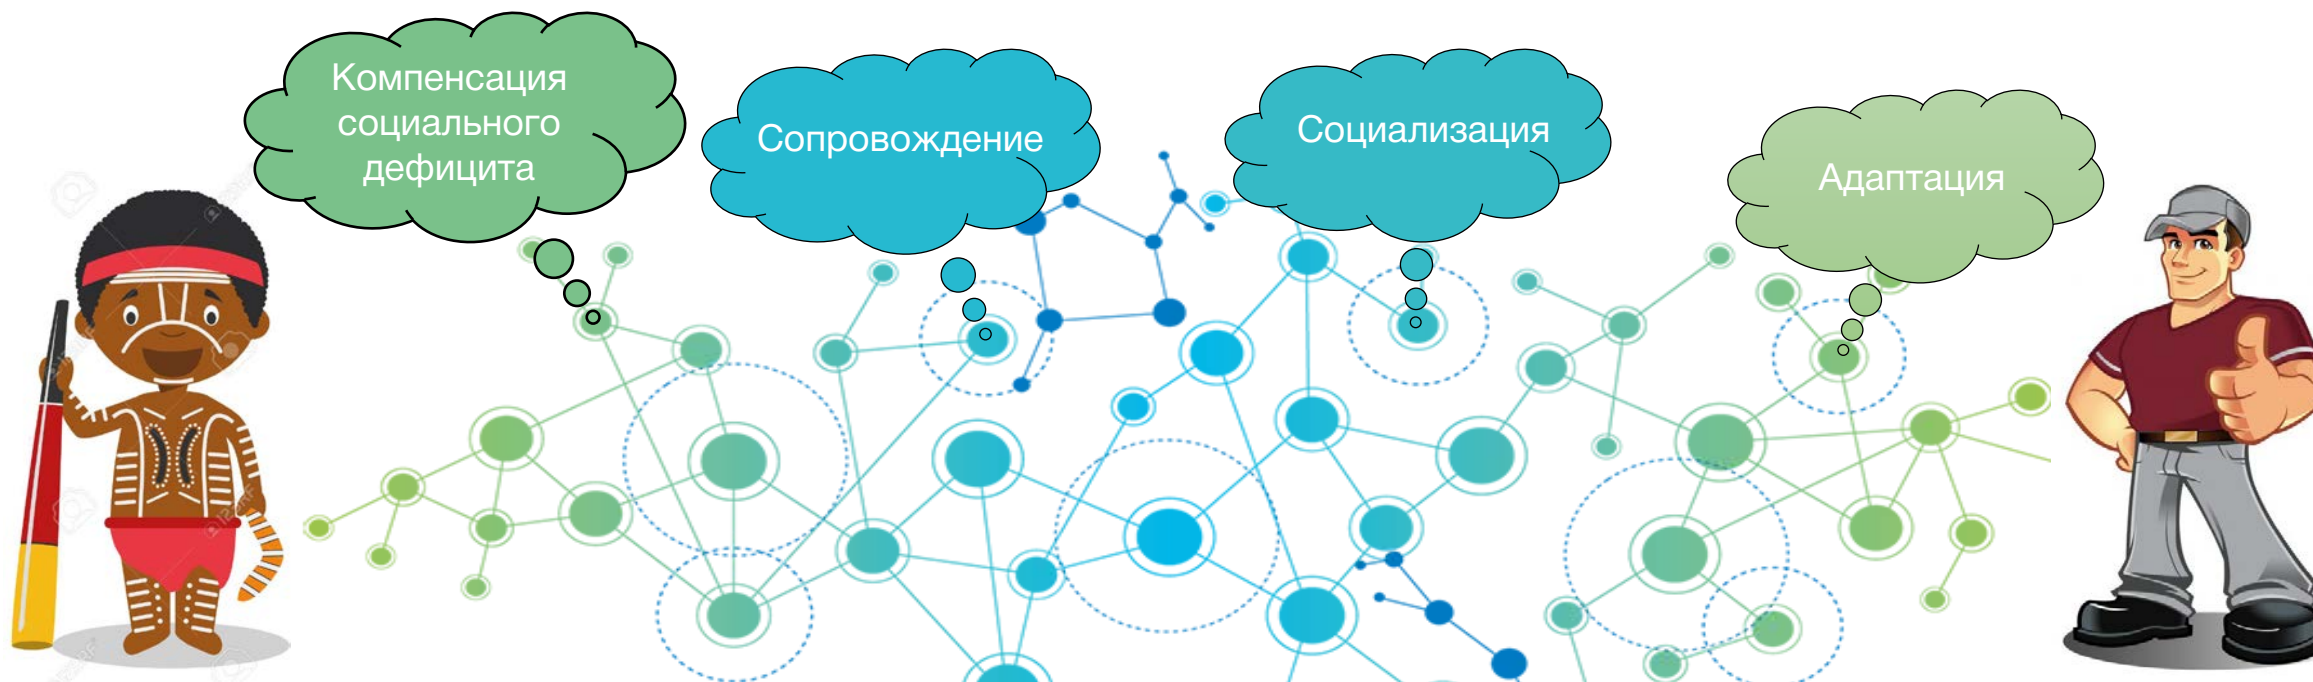 Компенсация
социального
дефицита
Сопровождение
Социализация
Адаптация